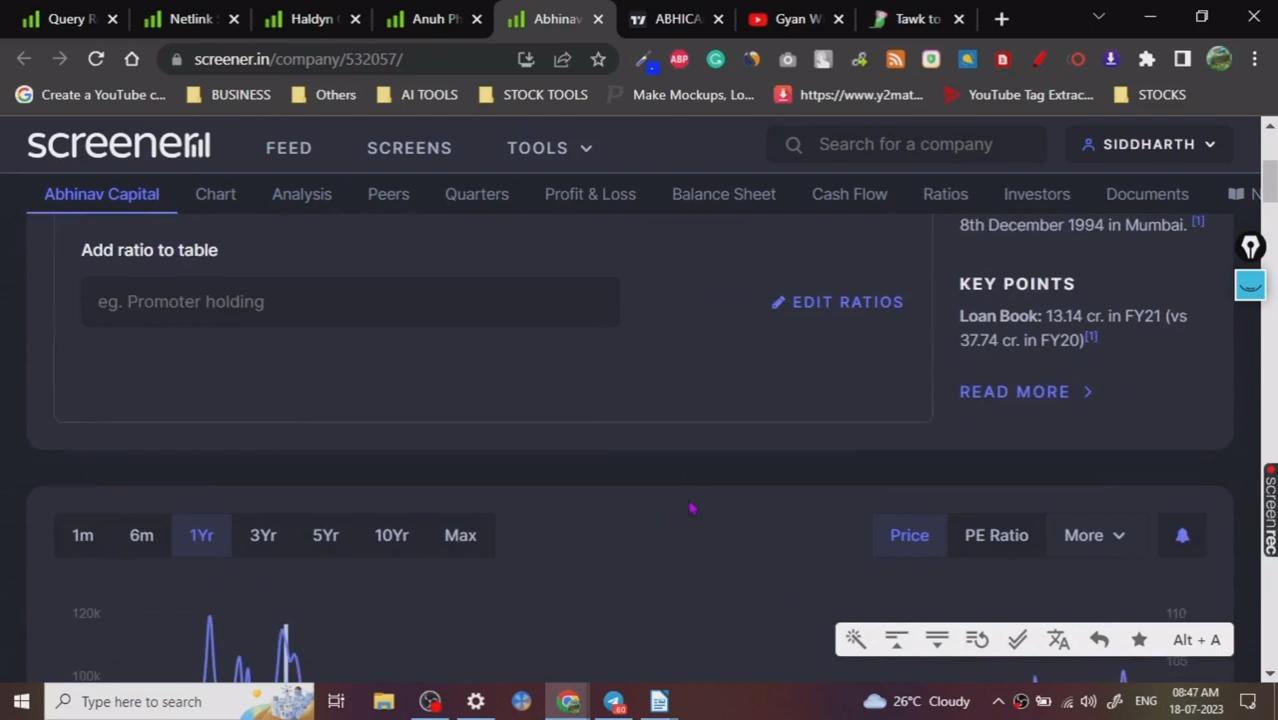 Query R
Netlink
Haldyn
Anuh Ph
Abhinav
ABHICA
Gyan W
Tawk to
screener.in/company/532057/
Create a YouTube c...
BUSINESS
Others
AI TOOLS
STOCK TOOLS
Make Mockups, Lo...
https://www.y2mat...
YouTube Tag Extrac...
STOCKS
screener
FEED
SCREENS
TOOLS
Search for a company
SIDDHARTH
Abhinav Capital
Chart
Analysis
Peers
Quarters
Profit & Loss
Balance Sheet
Cash Flow
Ratios
Investors
Documents
N
Add ratio to table
eg. Promoter holding
EDIT RATIOS
8th December 1994 in Mumbai. [1]
KEY POINTS
Loan Book: 13.14 cr. in FY21 (vs
37.74 cr. in FY20)[1]
READ MORE
screenrec
1m
6m
1Yr
3Yr
5Yr
10Yr
Max
Price
PE Ratio
More
120k
110
100k
105
Alt + A
Type here to search
60
26°C Cloudy
ENG
08:47 AM
18-07-2023